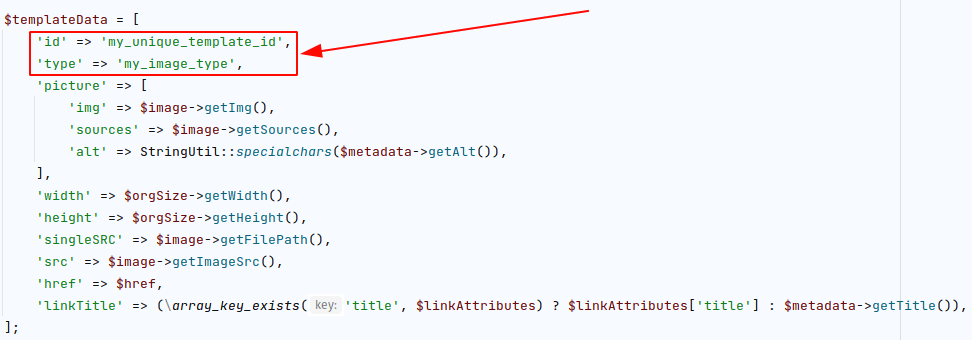 $templateData = [
'id' => 'my_unique_template_id',
'type' => 'my_image_type',
'picture' => [
'img' => $image->getImg(),
'sources' => $image->getSources(),
'alt' => StringUtil::specialchars($metadata->getAlt()),
],
'width' => $orgSize->getWidth(),
'height' => $orgSize->getHeight(),
'singleSRC' => $image->getFilePath(),
'src' => $image->getImageSrc(),
'href' => $href,
'linkTitle' => (\array_key_exists( key: 'title', $linkAttributes) ? $linkAttributes['title'] : $metadata->getTitle()),
];